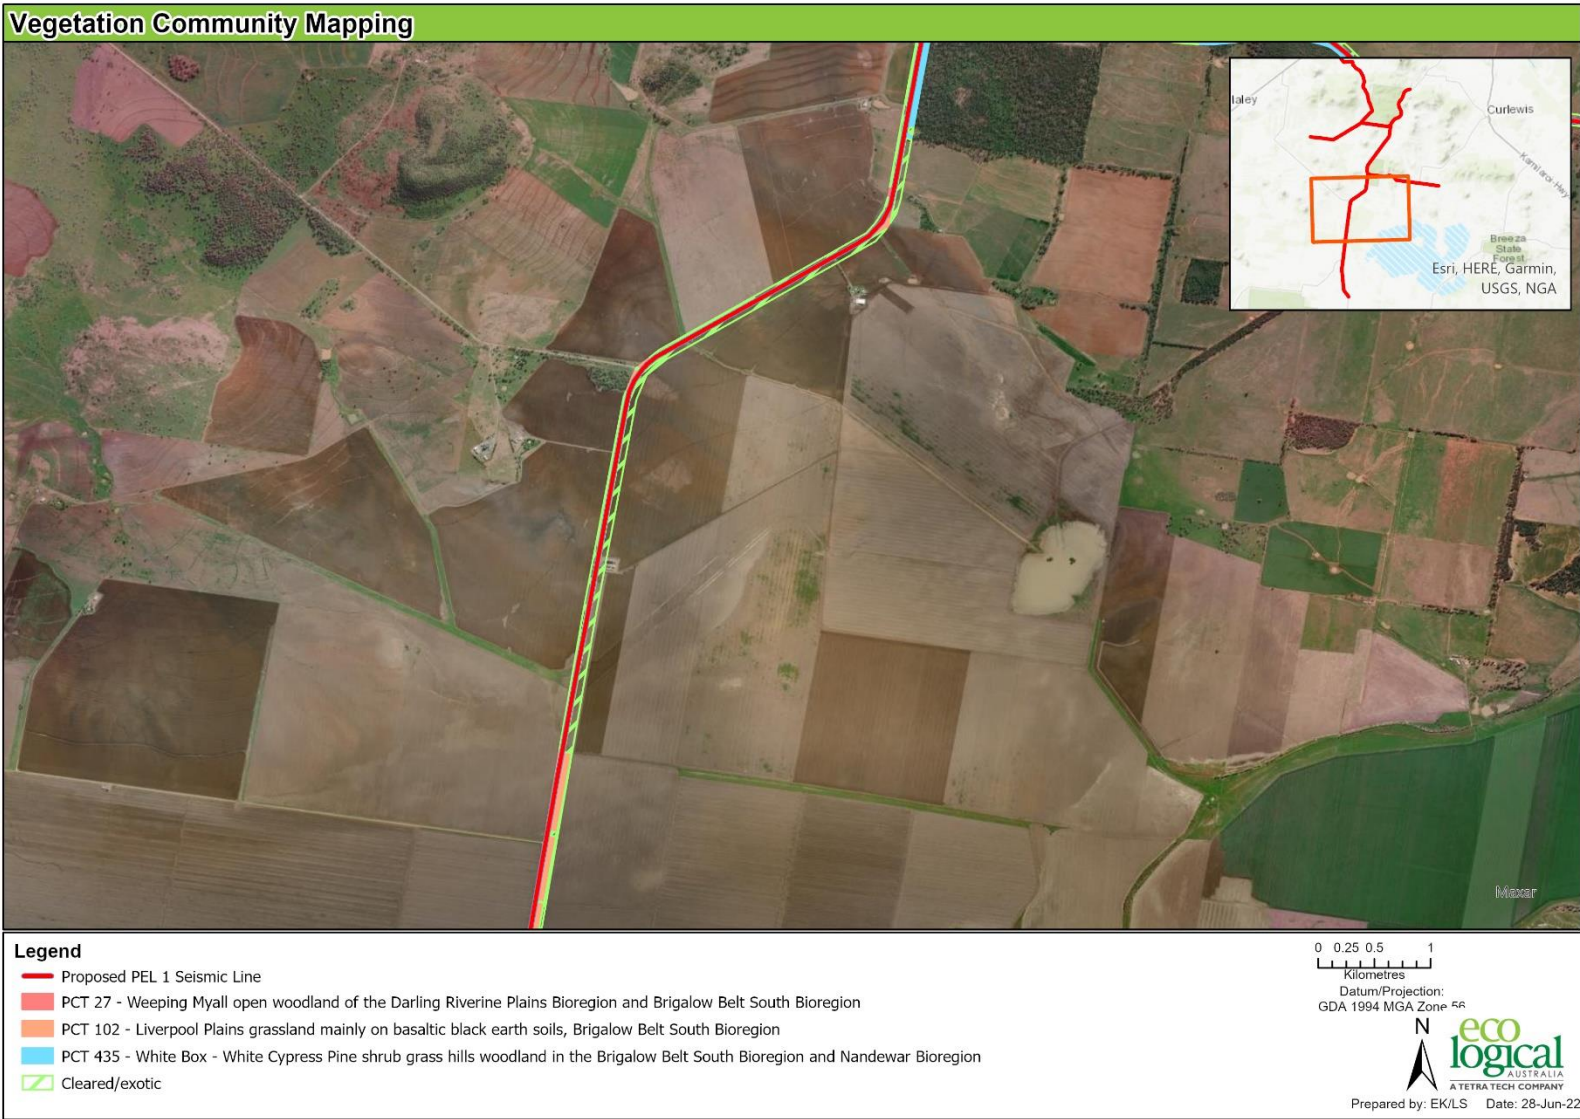 Vegetation Community Mapping
laley
Curlewis
Kamilaroi Hwy
Breeza
State
Forest
Esri, HERE, Garmin,
USGS, NGA
Maxar
Legend
Proposed PEL 1 Seismic Line
PCT 27 - Weeping Myall open woodland of the Darling Riverine Plains Bioregion and Brigalow Belt South Bioregion
PCT 102 - Liverpool Plains grassland mainly on basaltic black earth soils, Brigalow Belt South Bioregion
PCT 435 - White Box - White Cypress Pine shrub grass hills woodland in the Brigalow Belt South Bioregion and Nandewar Bioregion
Cleared/exotic
0 0.25 0.5 1
Kilometres
Datum/Projection:
GDA 1994 MGA Zone 56
N
eco
logical
AUSTRALIA
A TETRA TECH COMPANY
Prepared by: EK/LS Date: 28-Jun-22